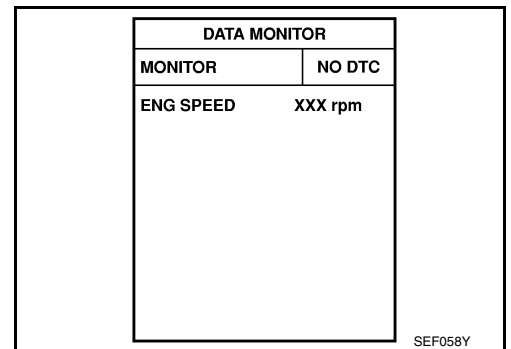 DATA MONITOR
MONITOR NO DTC
ENG SPEED XXX rpm
SEF058Y